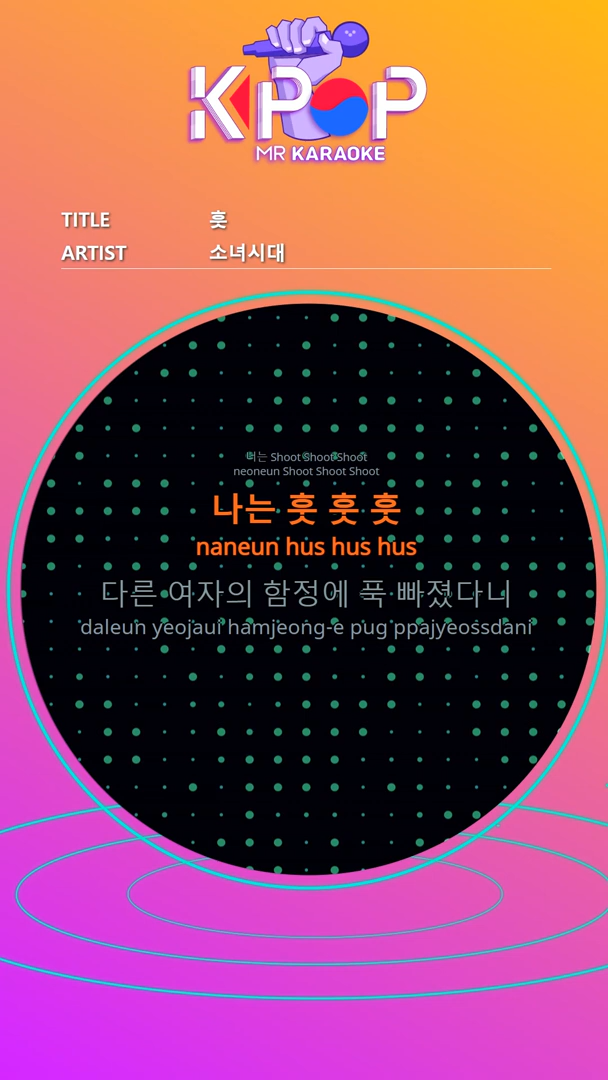 KPOP
MR KARAOKE
TITLE 훗
ARTIST 소녀시대
너는 Shoot Shoot Shoot
neoneun Shoot Shoot Shoot
나는 훗 훗 훗
naneun hus hus hus
다른 여자의 함정에 푹 빠졌다니
daleun yeojaui hamjeong-e pug ppajyeossdani